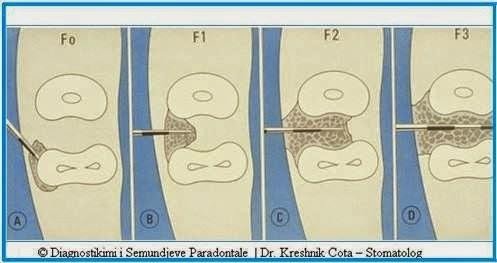 Fo F1 F2 F3
A B C D
© Diagnostikimi i Semundjeve Paradontale | Dr. Kreshnik Cota – Stomatolog